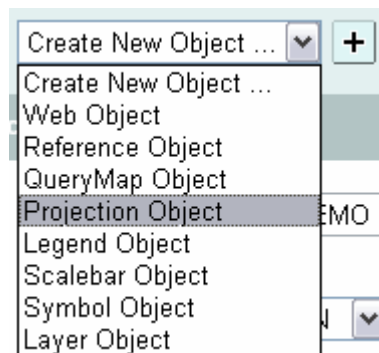 Create New Object ... +
Create New Object ...
Web Object
Reference Object
QueryMap Object
Projection Object
EMO
Legend Object
Scalebar Object
Symbol Object
Layer Object